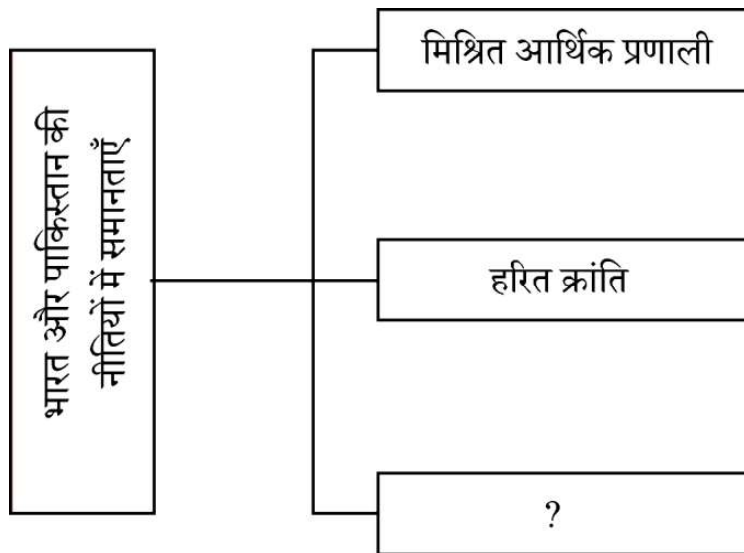 भारत और पाकिस्तान की
नीतियों में समानताएँ
मिश्रित आर्थिक प्रणाली
हरित क्रांति
?